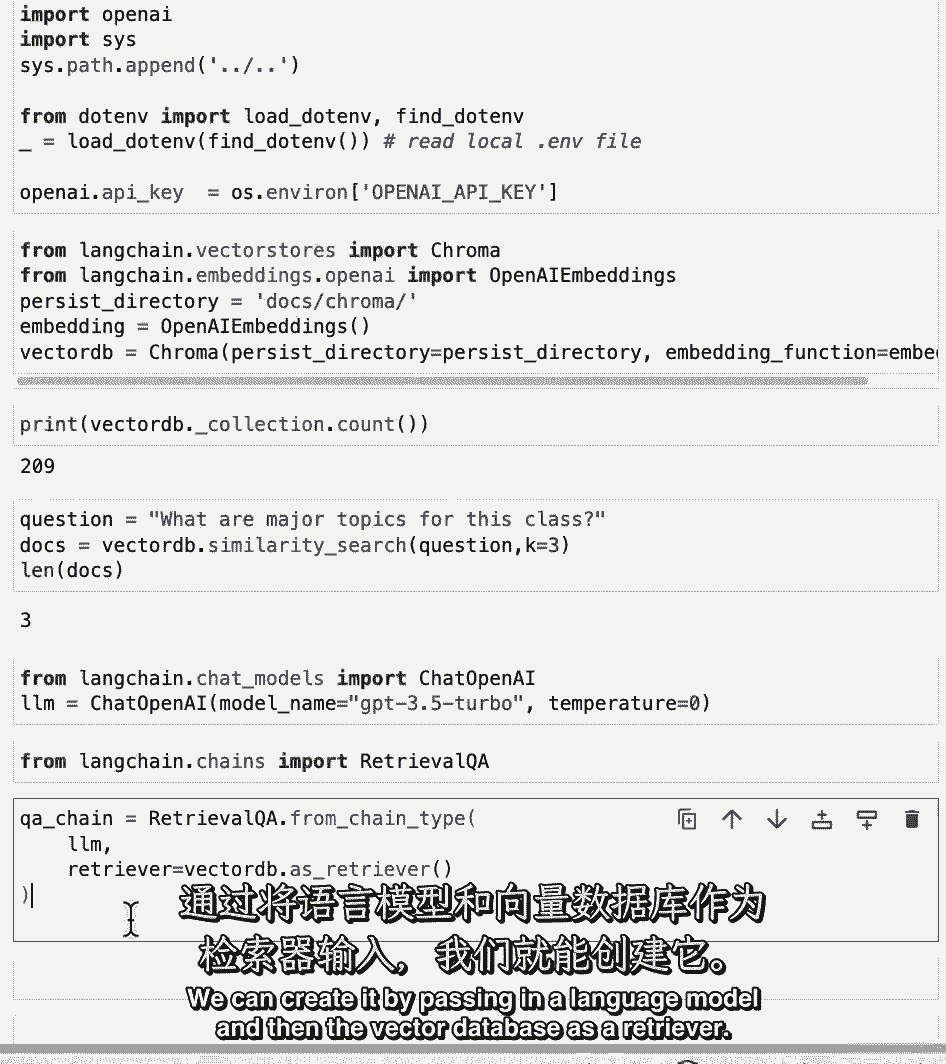 import openai
import sys
sys.path.append('../..')
from dotenv import load_dotenv, find_dotenv
_ = load_dotenv(find_dotenv()) # read local .env file
openai.api_key  = os.environ['OPENAI_API_KEY']
from langchain.vectorstores import Chroma
from langchain.embeddings.openai import OpenAIEmbeddings
persist_directory = 'docs/chroma/'
embedding = OpenAIEmbeddings()
vectordb = Chroma(persist_directory=persist_directory, embedding_function=embe
print(vectordb._collection.count())
209
question = "What are major topics for this class?"
docs = vectordb.similarity_search(question,k=3)
len(docs)
3
from langchain.chat_models import ChatOpenAI
llm = ChatOpenAI(model_name="gpt-3.5-turbo", temperature=0)
from langchain.chains import RetrievalQA
qa_chain = RetrievalQA.from_chain_type(
    llm,
    retriever=vectordb.as_retriever()
)
通过将语言模型和向量数据库作为
检索器输入，我们就能创建它。
We can create it by passing in a language model
and then the vector database as a retriever.